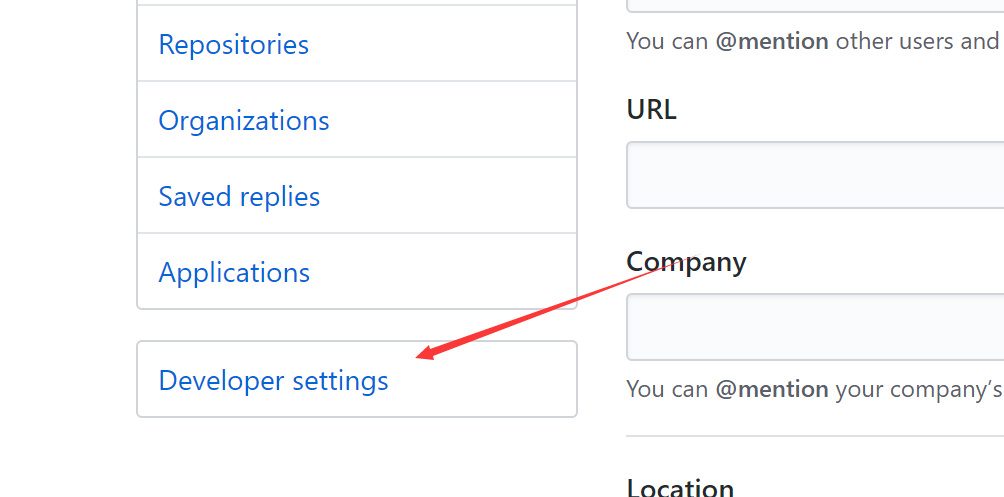 Repositories
Organizations
Saved replies
Applications
Developer settings
You can @mention other users and
URL
Company
You can @mention your company’s
Location